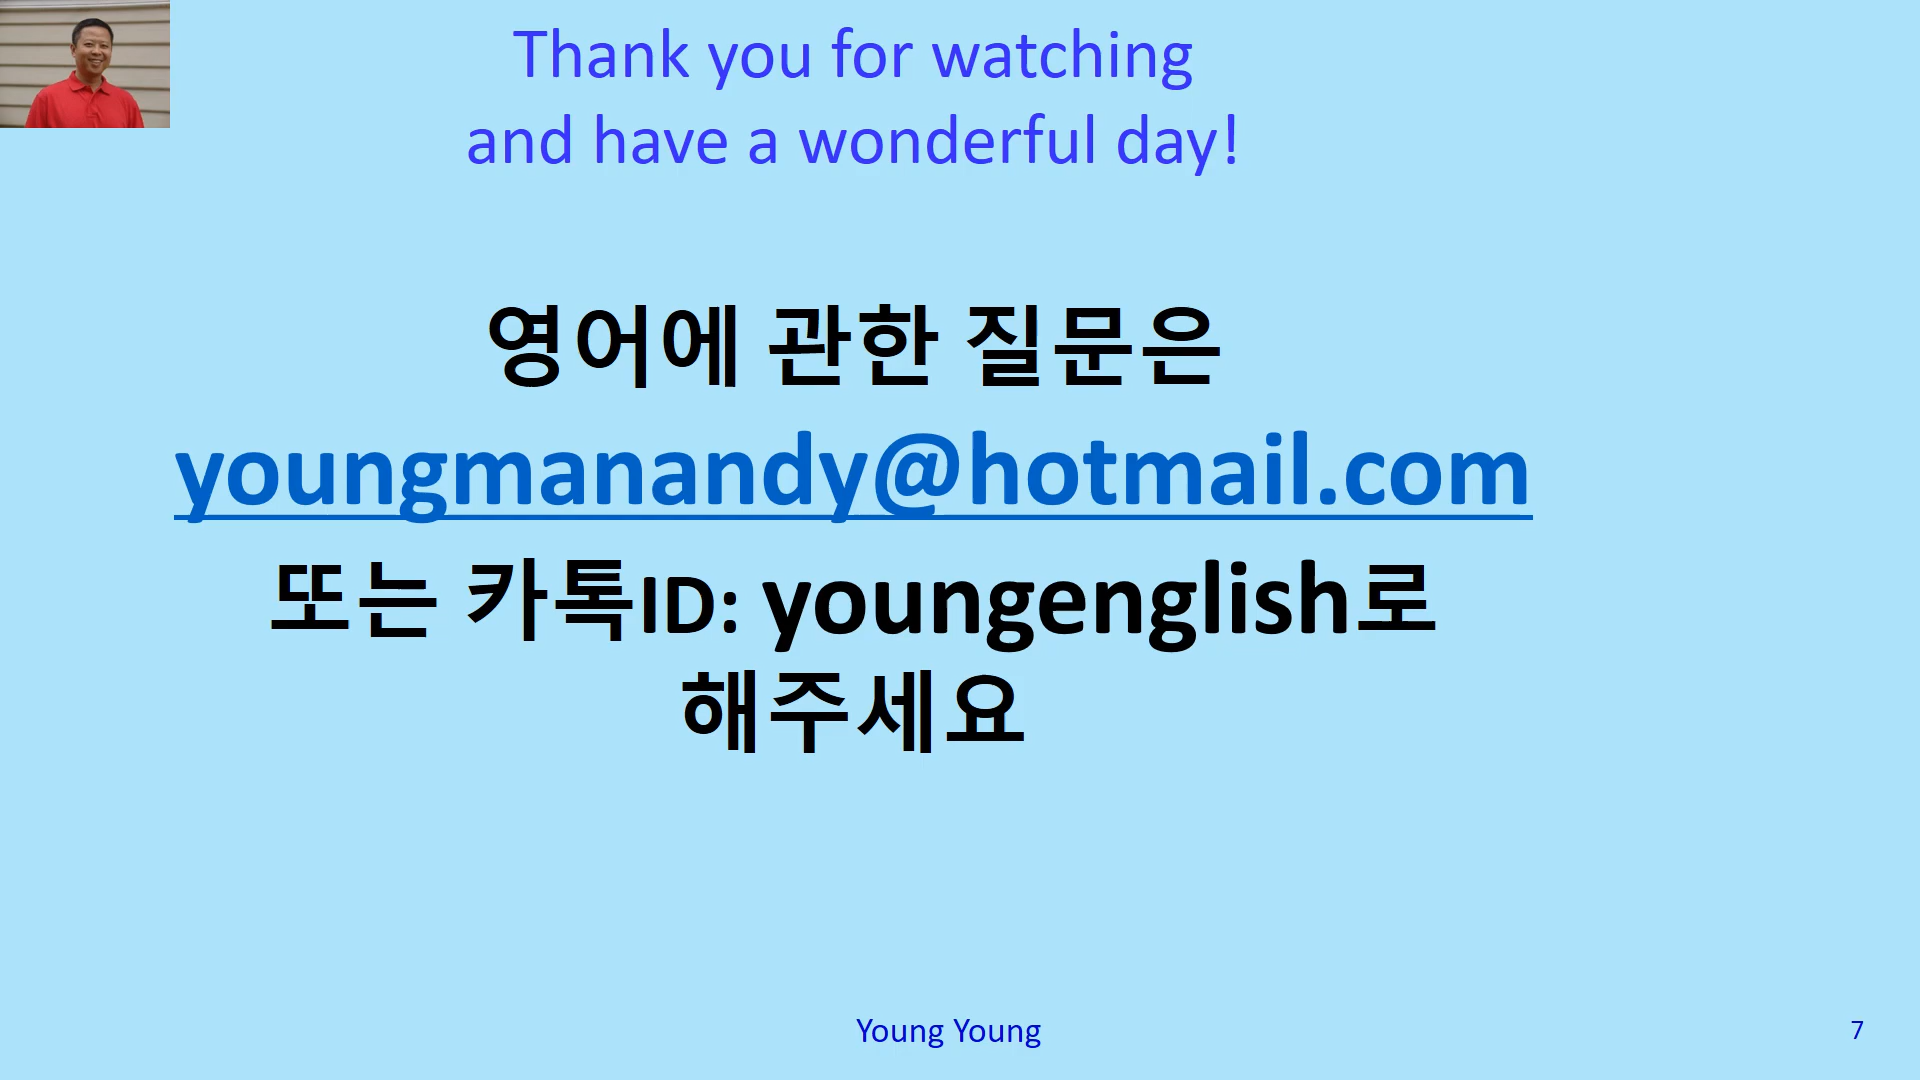 Thank you for watching
and have a wonderful day!
영어에 관한 질문은
youngmanandy@hotmail.com
또는 카톡ID: youngenglish로
해주세요
Young Young
7